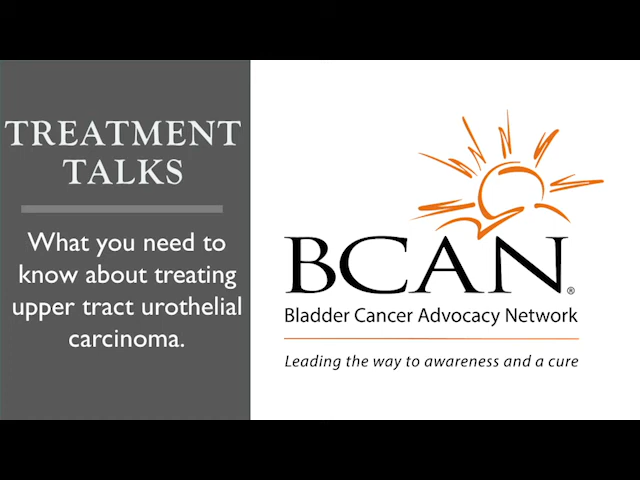 TREATMENT
TALKS
What you need to
know about treating
upper tract urothelial
carcinoma.
BCAN®
Bladder Cancer Advocacy Network
Leading the way to awareness and a cure